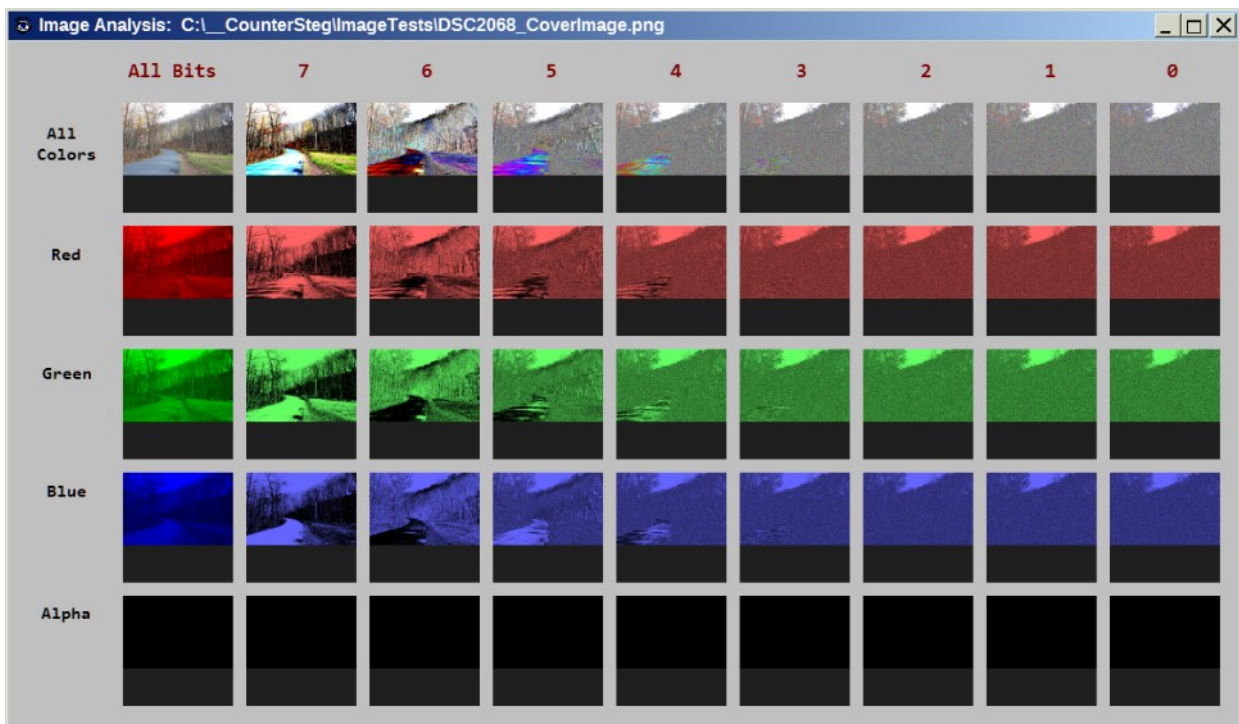 Image Analysis: C:\__CounterSteg\ImageTests\DSC2068_CoverImage.png
All Bits 7 6 5 4 3 2 1 0
All
Colors
Red
Green
Blue
Alpha